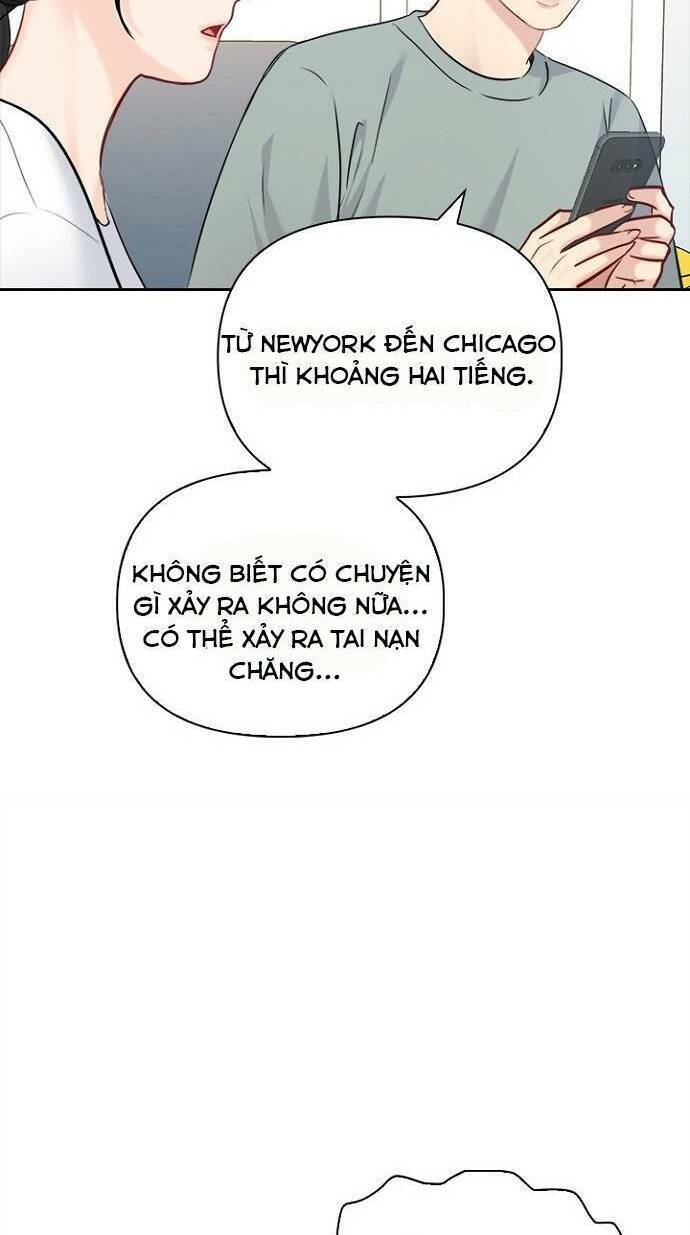 TỪ NEWYORK ĐẾN CHICAGO
THÌ KHOẢNG HAI TIẾNG.
KHÔNG BIẾT CÓ CHUYỆN
GÌ XẢY RA KHÔNG NỮA...
CÓ THỂ XẢY RA TAI NẠN
CHĂNG...